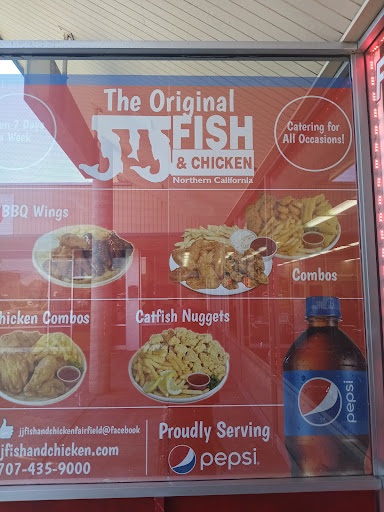 The Original
JJ FISH
& CHICKEN
Northern California
7 Days
Week
Catering for
All Occasions!
BBQ Wings
Combos
Chicken Combos
Catfish Nuggets
jjfishandchickenfairfield@facebook
jjfishandchicken.com
707-435-9000
Proudly Serving
pepsi
pepsi